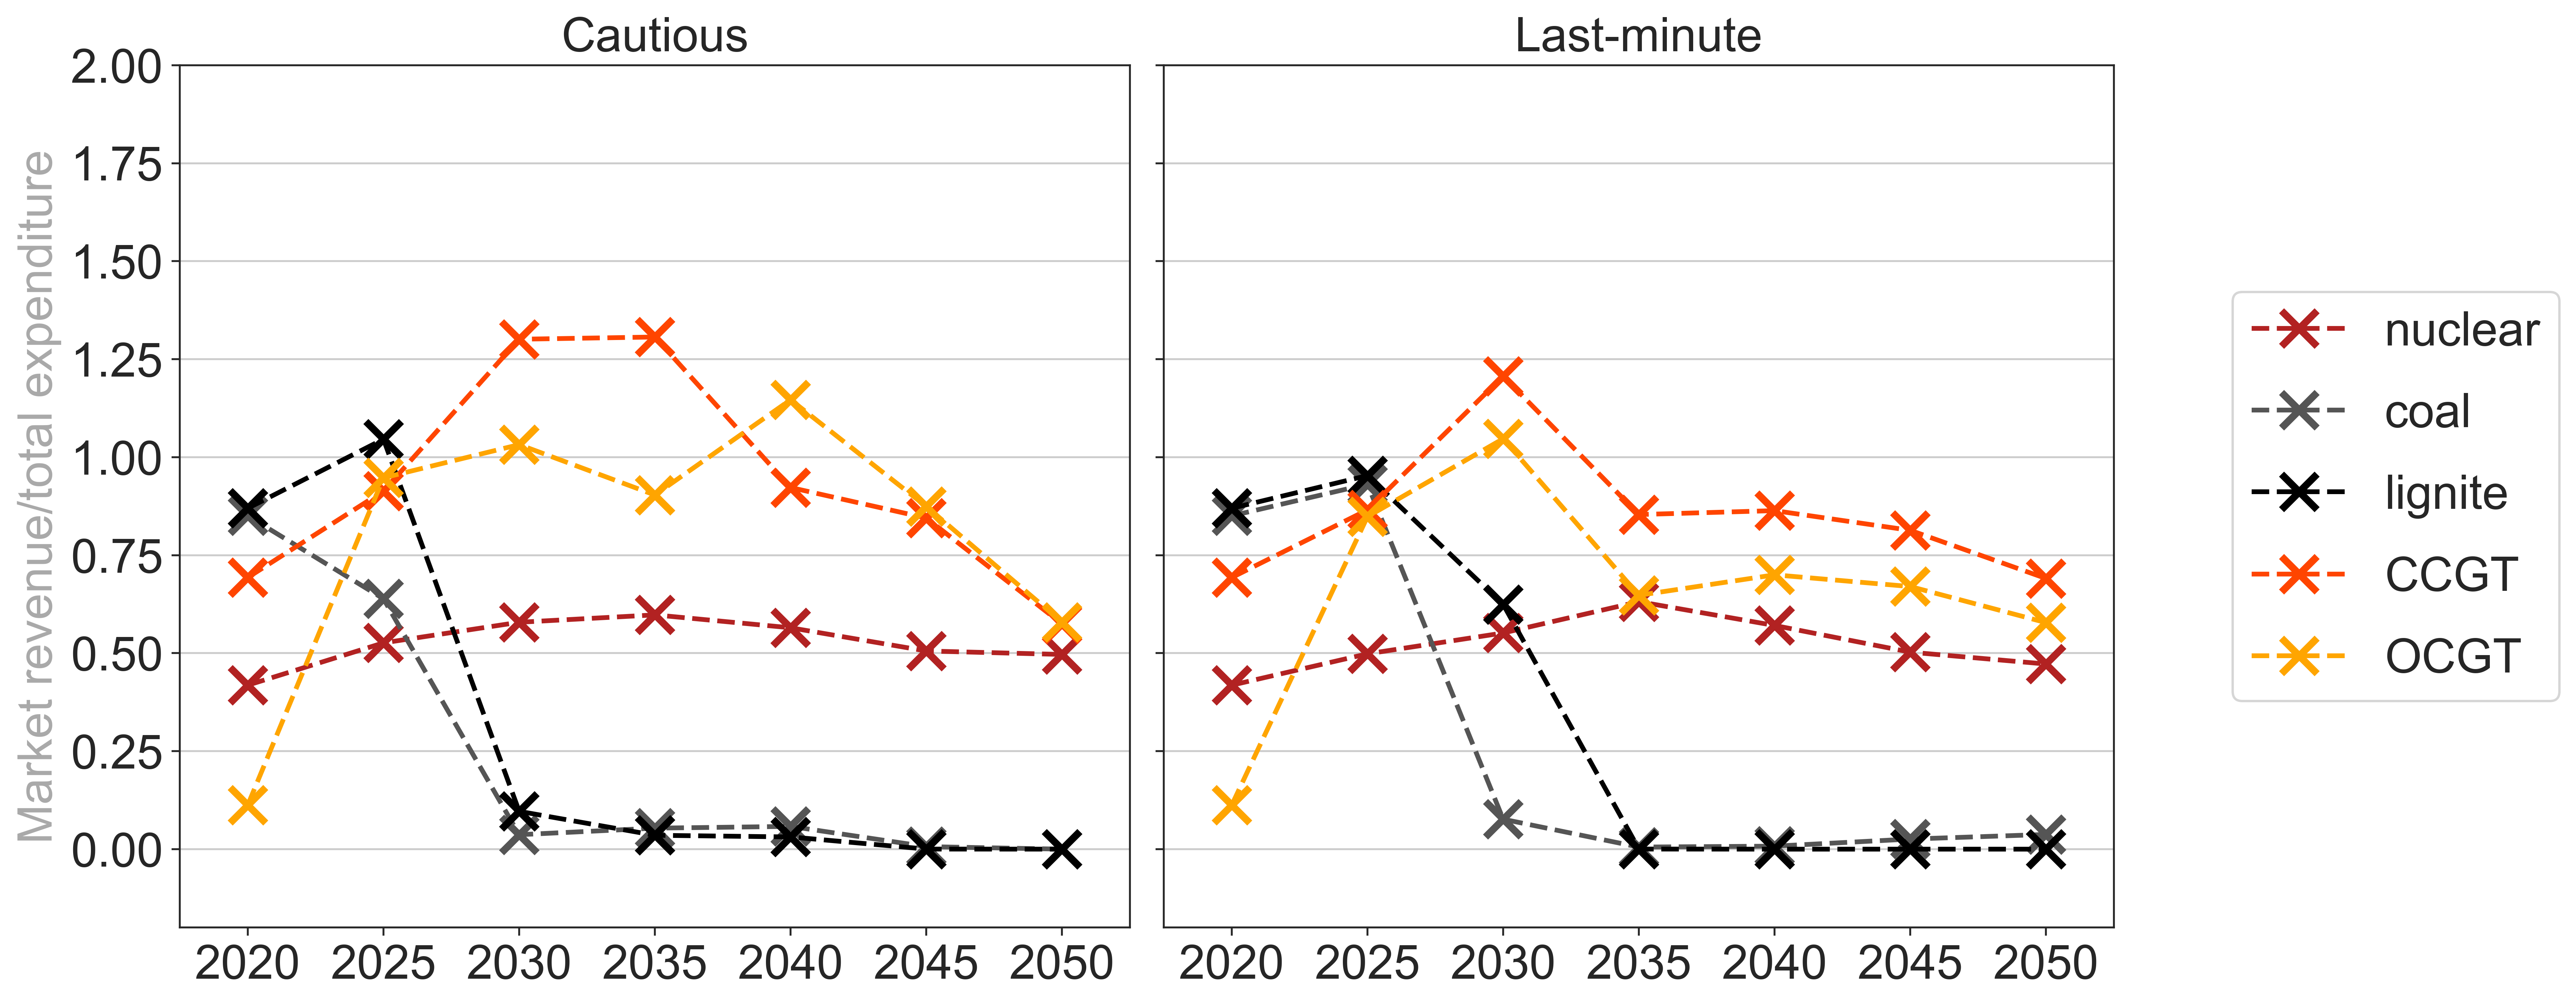 Cautious
Last-minute
Market revenue/total expenditure
2.00
1.75
1.50
1.25
1.00
0.75
0.50
0.25
0.00
2020 2025 2030 2035 2040 2045 2050
2020 2025 2030 2035 2040 2045 2050
nuclear
coal
lignite
CCGT
OCGT